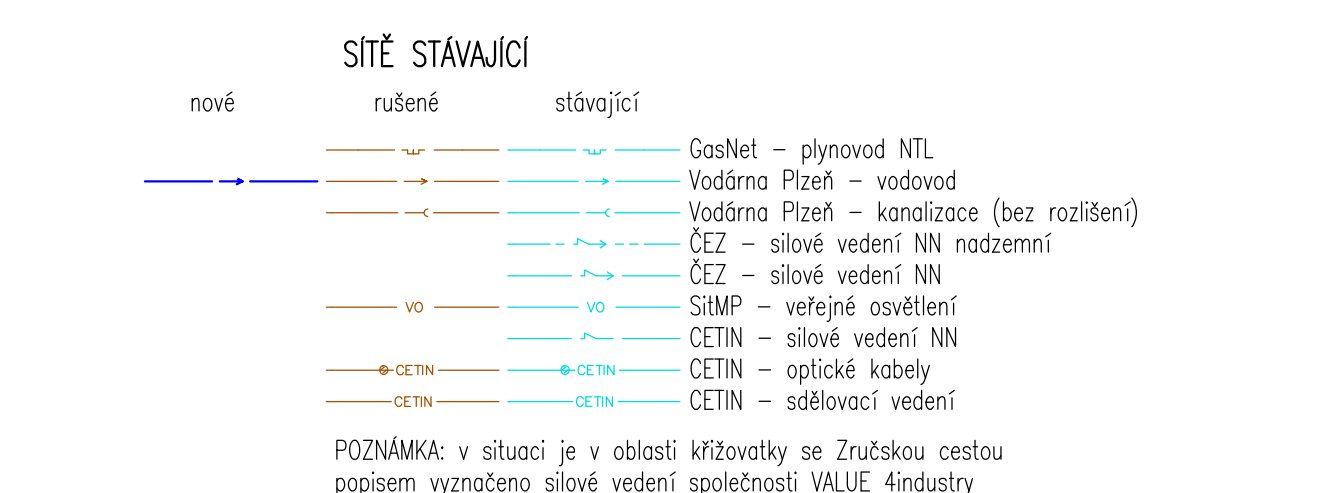 SÍTĚ STÁVAJÍCÍ
nové rušené stávající
GasNet – plynovod NTL
Vodárna Plzeň – vodovod
Vodárna Plzeň – kanalizace (bez rozlišení)
ČEZ – silové vedení NN nadzemní
ČEZ – silové vedení NN
VO VO SitMP – veřejné osvětlení
CETIN – silové vedení NN
CETIN CETIN CETIN – optické kabely
CETIN CETIN CETIN – sdělovací vedení
POZNÁMKA: v situaci je v oblasti křižovatky se Zručskou cestou
popisem vyznačeno silové vedení společnosti VALUE 4industry